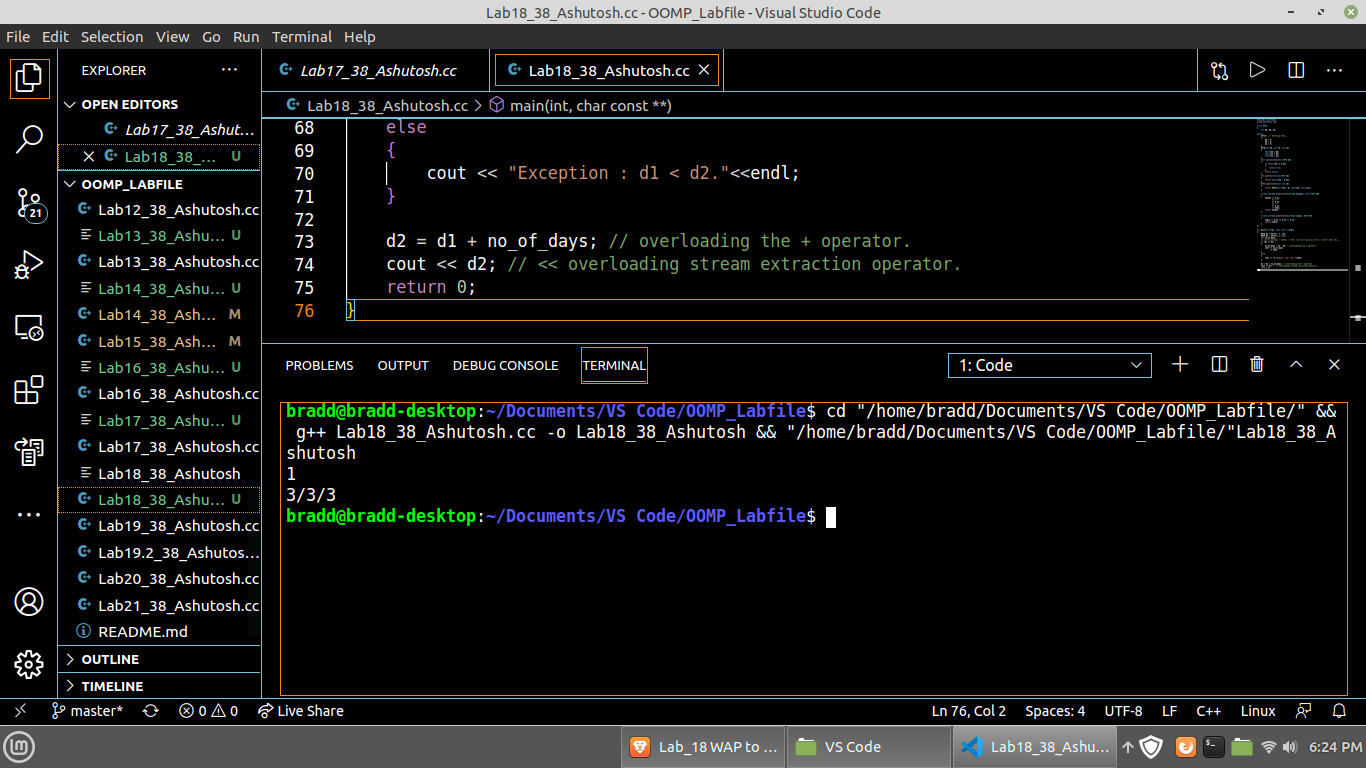 Lab18_38_Ashutosh.cc - OOMP_Labfile - Visual Studio Code
File Edit Selection View Go Run Terminal Help
EXPLORER
OPEN EDITORS
Lab17_38_Ashut...
Lab18_38_... U
OOMP_LABFILE
Lab12_38_Ashutosh.cc
Lab13_38_Ashu... U
Lab13_38_Ashutosh.cc
Lab14_38_Ashu... U
Lab14_38_Ash... M
Lab15_38_Ash... M
Lab16_38_Ashu... U
Lab16_38_Ashutosh.cc
Lab17_38_Ashu... U
Lab17_38_Ashutosh.cc
Lab18_38_Ashutosh
Lab18_38_Ashu... U
Lab19_38_Ashutosh.cc
Lab19.2_38_Ashutos...
Lab20_38_Ashutosh.cc
Lab21_38_Ashutosh.cc
README.md
OUTLINE
TIMELINE
21
Lab17_38_Ashutosh.cc
Lab18_38_Ashutosh.cc
Lab18_38_Ashutosh.cc > main(int, char const **)
68 else
69 {
70 cout << "Exception : d1 < d2."<<endl;
71 }
72
73 d2 = d1 + no_of_days; // overloading the + operator.
74 cout << d2; // << overloading stream extraction operator.
75 return 0;
76 }
PROBLEMS OUTPUT DEBUG CONSOLE TERMINAL
1: Code
bradd@bradd-desktop:~/Documents/VS Code/OOMP_Labfile$ cd "/home/bradd/Documents/VS Code/OOMP_Labfile/" &&
g++ Lab18_38_Ashutosh.cc -o Lab18_38_Ashutosh && "/home/bradd/Documents/VS Code/OOMP_Labfile/"Lab18_38_A
shutosh
1
3/3/3
bradd@bradd-desktop:~/Documents/VS Code/OOMP_Labfile$
master* 0 0 Live Share
Ln 76, Col 2 Spaces: 4 UTF-8 LF C++ Linux
Lab_18 WAP to ... VS Code Lab18_38_Ashu... 6:24 PM